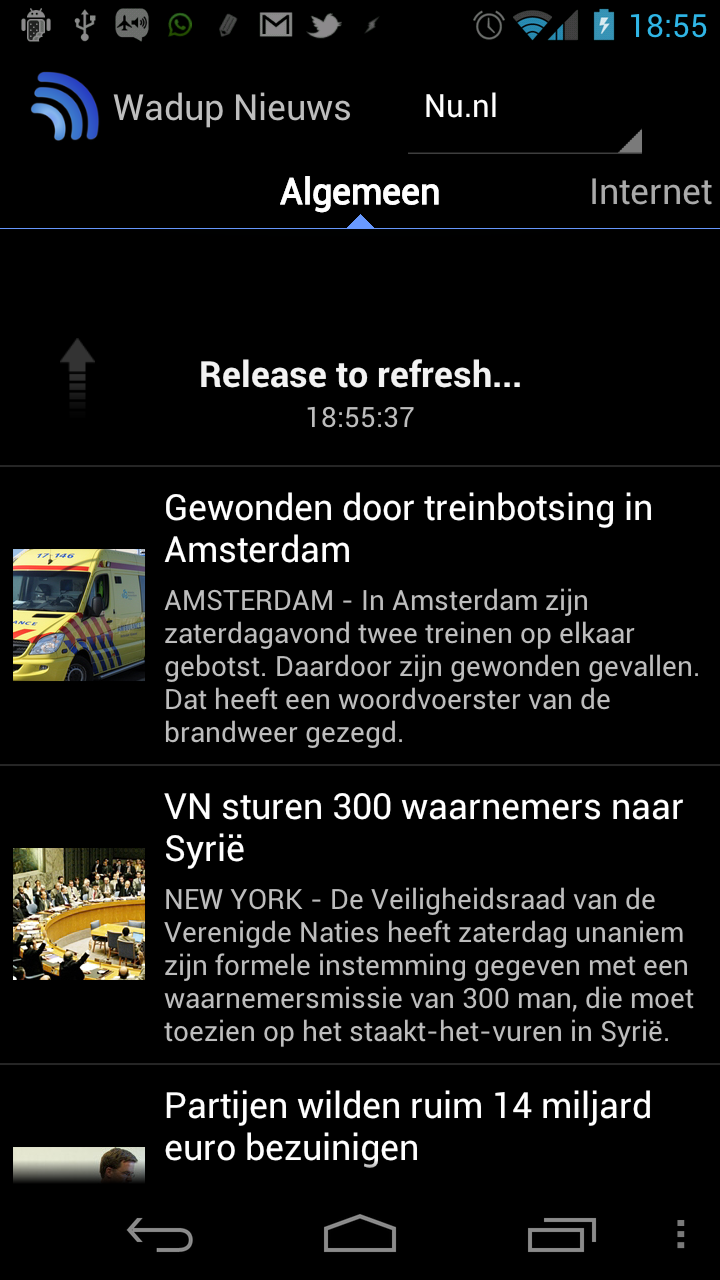 18:55
Wadup Nieuws
Nu.nl
Algemeen
Internet
Release to refresh...
18:55:37
Gewonden door treinbotsing in
Amsterdam
17-146
AMSTERDAM - In Amsterdam zijn
zaterdagavond twee treinen op elkaar
gebotst. Daardoor zijn gewonden gevallen.
Dat heeft een woordvoerster van de
brandweer gezegd.
VN sturen 300 waarnemers naar
Syrië
NEW YORK - De Veiligheidsraad van de
Verenigde Naties heeft zaterdag unaniem
zijn formele instemming gegeven met een
waarnemersmissie van 300 man, die moet
toezien op het staakt-het-vuren in Syrië.
Partijen wilden ruim 14 miljard
euro bezuinigen